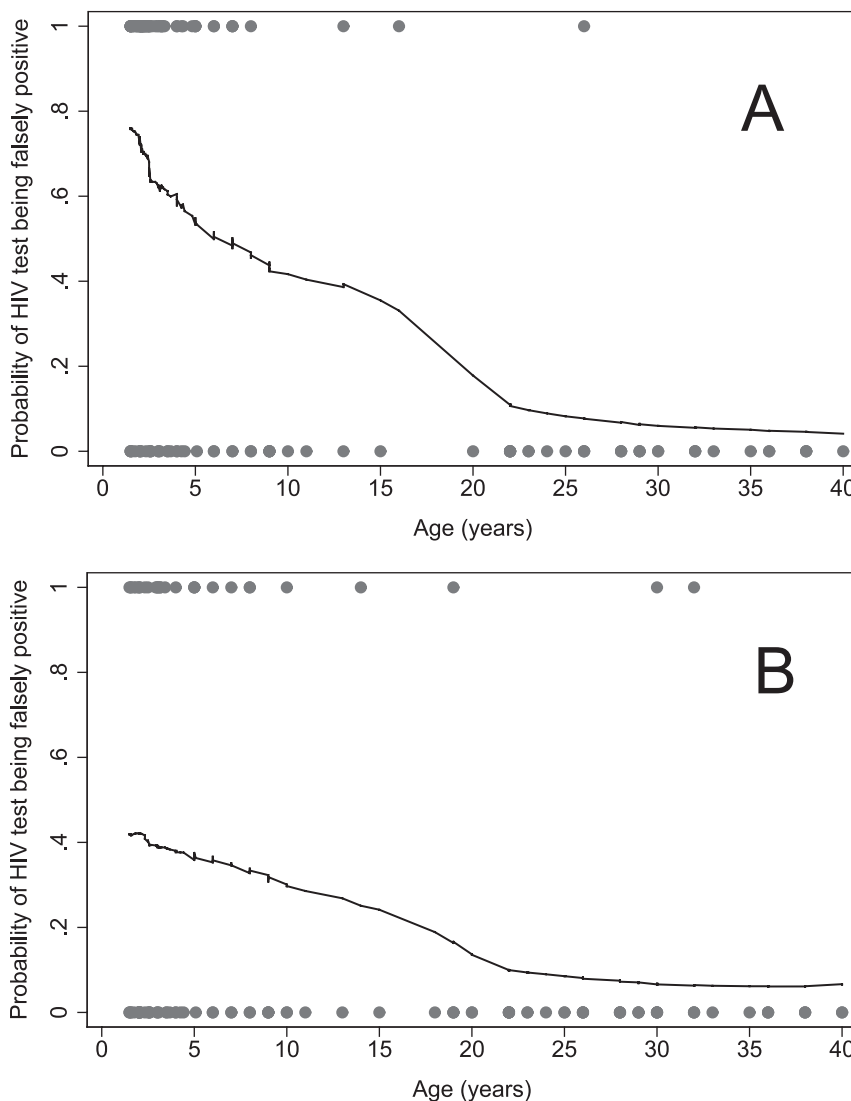 A
Probability of HIV test being falsely positive
1
.8
.6
.4
.2
0
0 5 10 15 20 25 30 35 40
Age (years)
B
Probability of HIV test being falsely positive
1
.8
.6
.4
.2
0
0 5 10 15 20 25 30 35 40
Age (years)